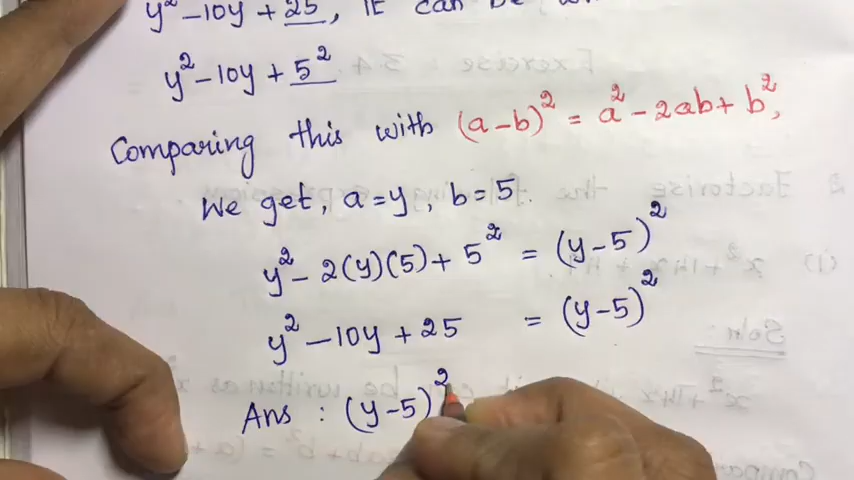 y² - 10y + 25, it can be
y² - 10y + 5²
Comparing this with (a - b)² = a² - 2ab + b²,
We get, a = y, b = 5.
y² - 2(y)(5) + 5² = (y - 5)²
y² - 10y + 25 = (y - 5)²
Ans : (y - 5)²